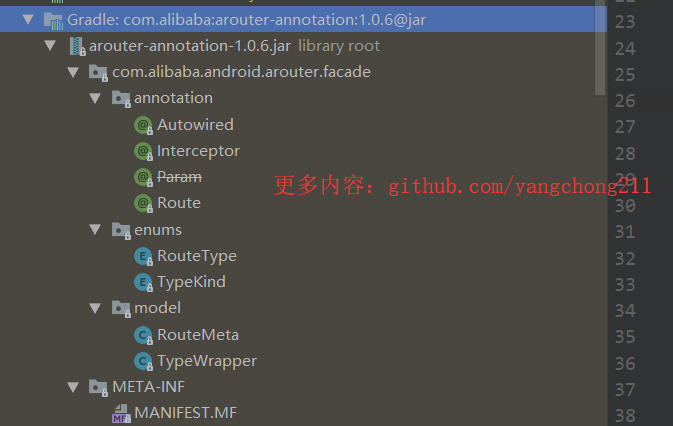 Gradle: com.alibaba:arouter-annotation:1.0.6@jar
arouter-annotation-1.0.6.jar library root
com.alibaba.android.arouter.facade
annotation
Autowired
Interceptor
Param
Route
enums
RouteType
TypeKind
model
RouteMeta
TypeWrapper
META-INF
MANIFEST.MF
更多内容：github.com/yangchong211
23
24
25
26
27
28
29
30
31
32
33
34
35
36
37
38